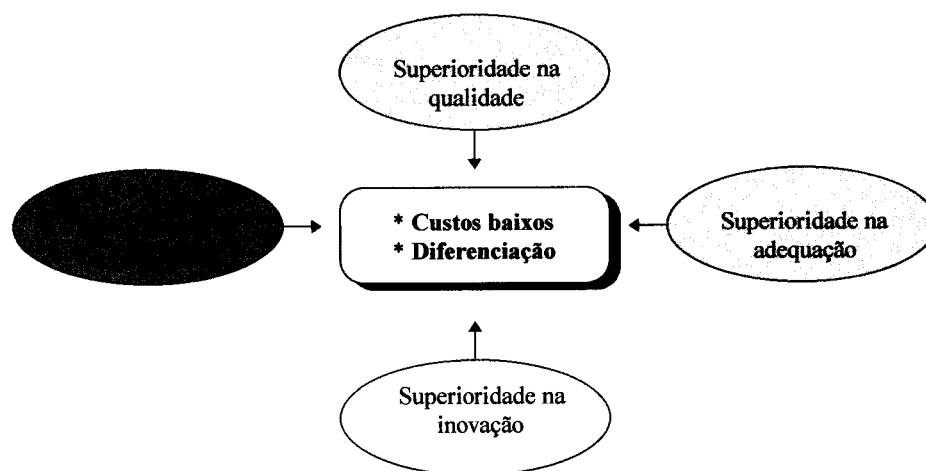 Superioridade na
qualidade
* Custos baixos
* Diferenciação
Superioridade na
adequação
Superioridade na
inovação